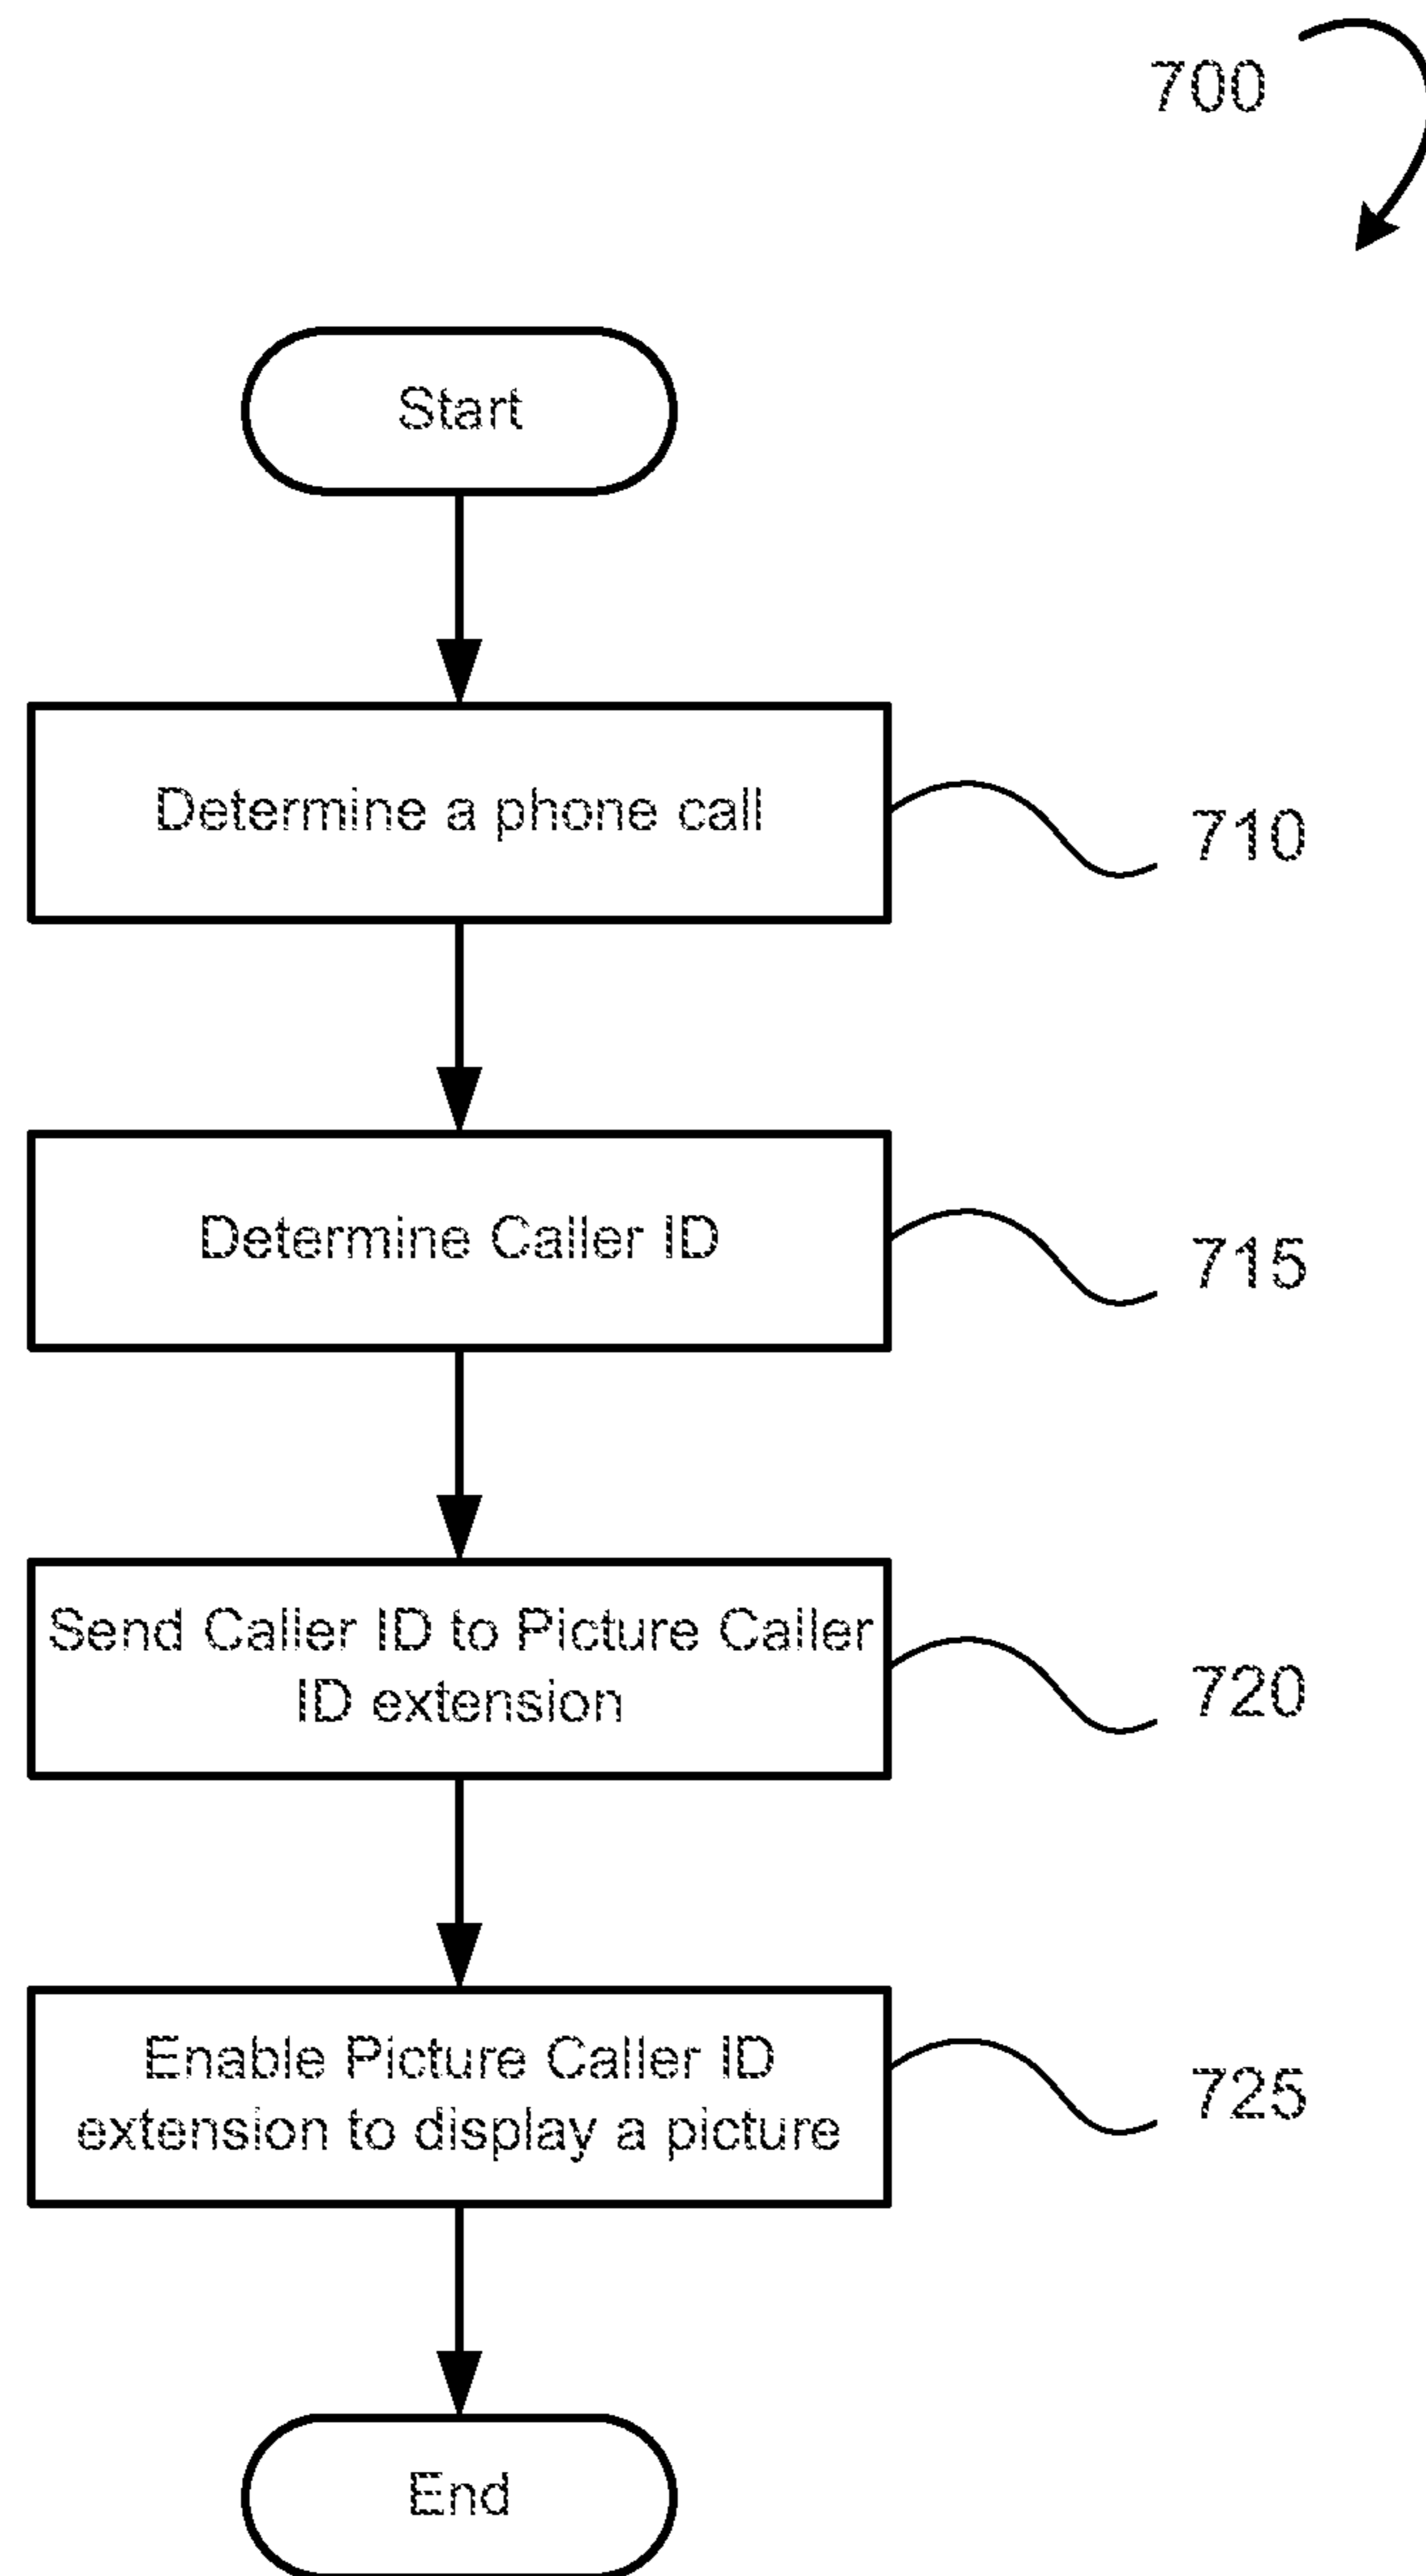 700
Start
Determine a phone call
710
Determine Caller ID
715
Send Caller ID to Picture Caller
ID extension
720
Enable Picture Caller ID
extension to display a picture
725
End